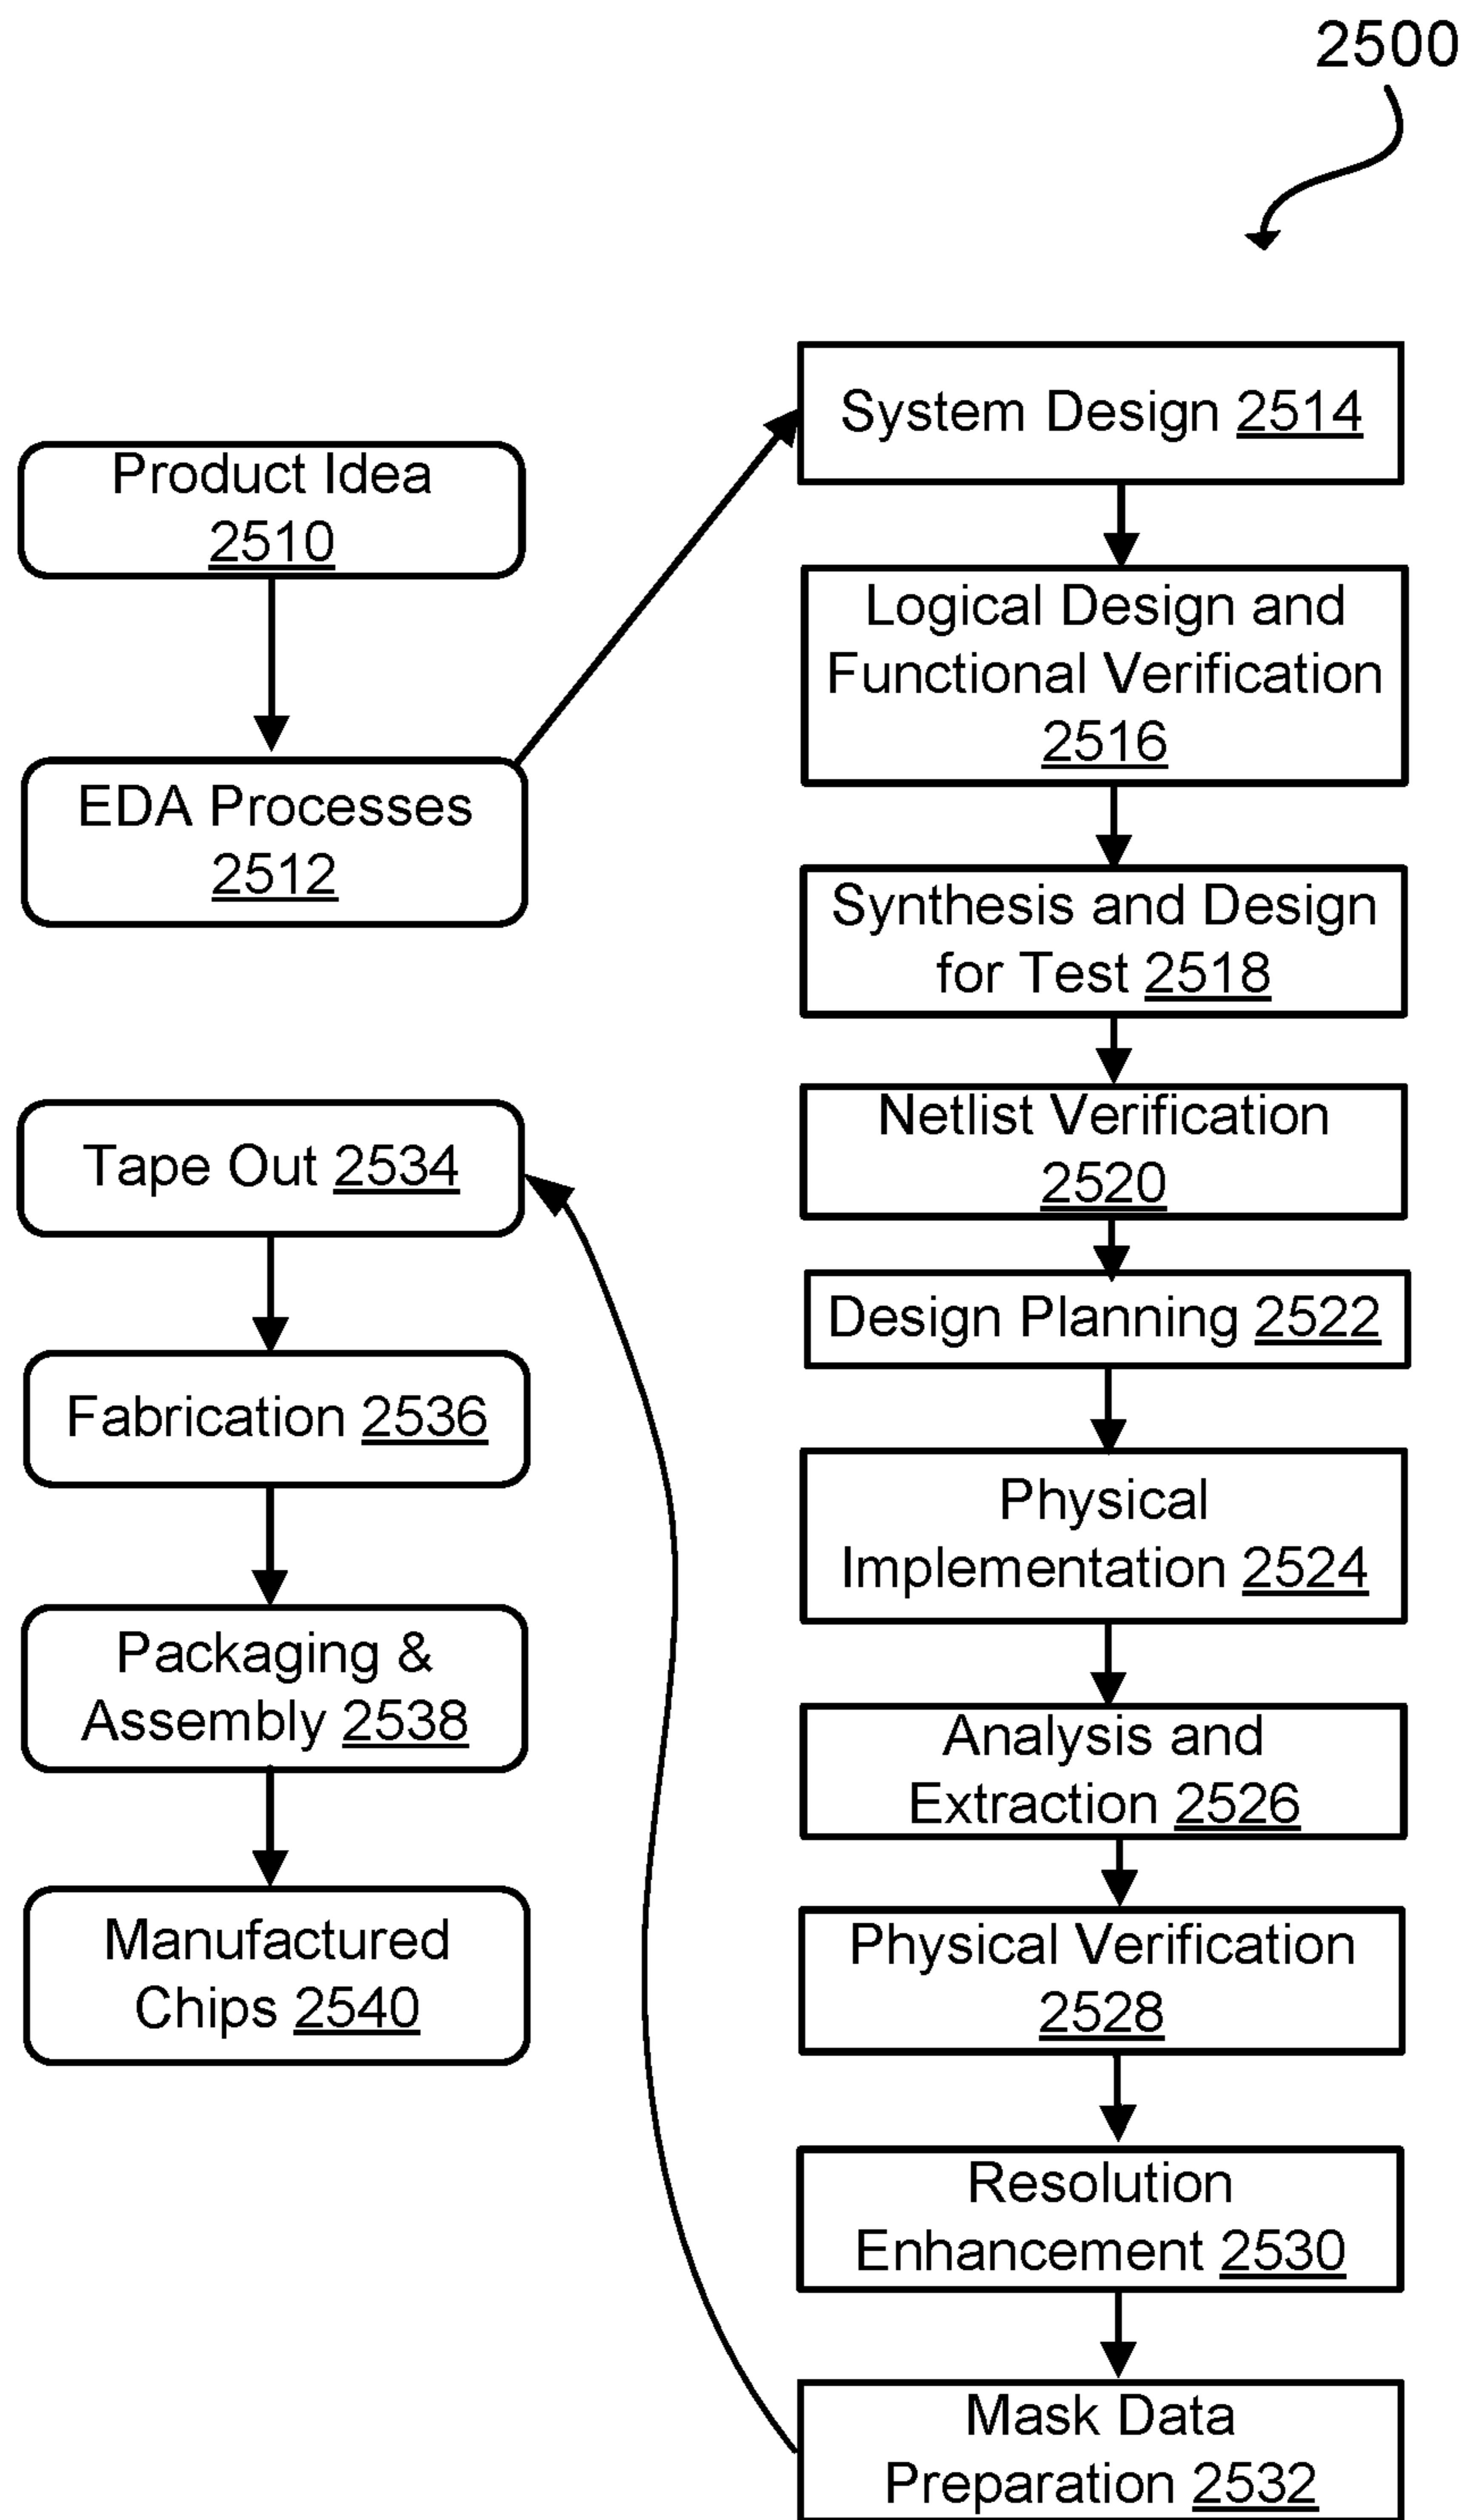 2500
Product Idea
2510
EDA Processes
2512
System Design 2514
Logical Design and
Functional Verification
2516
Synthesis and Design
for Test 2518
Netlist Verification
2520
Design Planning 2522
Physical
Implementation 2524
Analysis and
Extraction 2526
Physical Verification
2528
Resolution
Enhancement 2530
Mask Data
Preparation 2532
Tape Out 2534
Fabrication 2536
Packaging &
Assembly 2538
Manufactured
Chips 2540